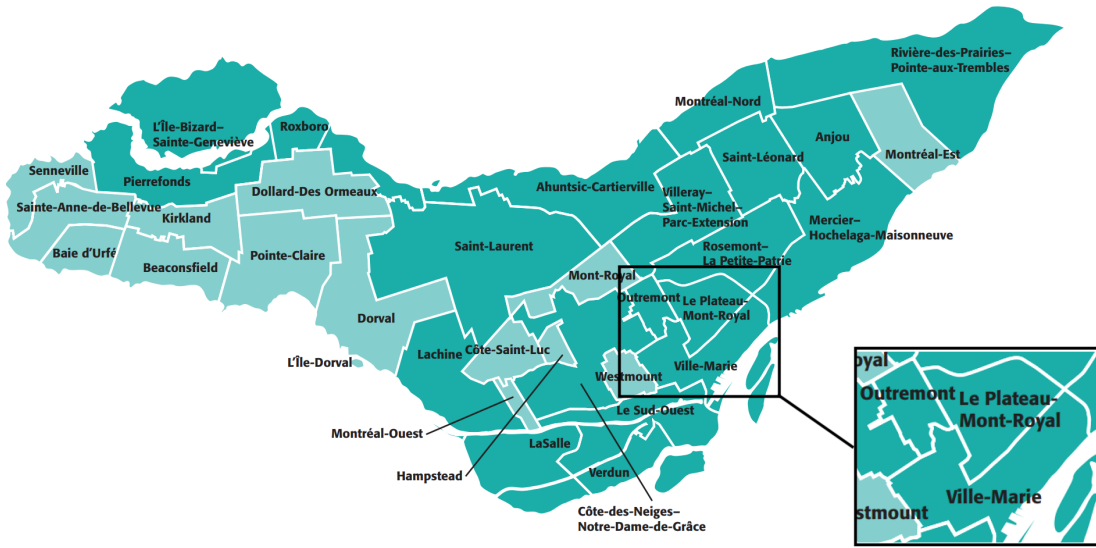 Rivière-des-Prairies–
Pointe-aux-Trembles
Montréal-Nord
L'Île-Bizard–
Sainte-Geneviève
Roxboro
Anjou
Saint-Léonard
Montréal-Est
Senneville
Pierrefonds
Dollard-Des Ormeaux
Ahuntsic-Cartierville
Villeray–
Saint-Michel–
Parc-Extension
Sainte-Anne-de-Bellevue
Kirkland
Mercier–
Hochelaga-Maisonneuve
Baie d'Urfé
Beaconsfield
Pointe-Claire
Saint-Laurent
Rosemont–
La Petite-Patrie
Mont-Royal
Outremont
Le Plateau-
Mont-Royal
Dorval
L'Île-Dorval
Lachine
Côte-Saint-Luc
Westmount
Ville-Marie
Le Sud-Ouest
Montréal-Ouest
LaSalle
Hampstead
Verdun
Côte-des-Neiges–
Notre-Dame-de-Grâce
oyal
Outremont
Le Plateau-
Mont-Royal
Ville-Marie
stmount